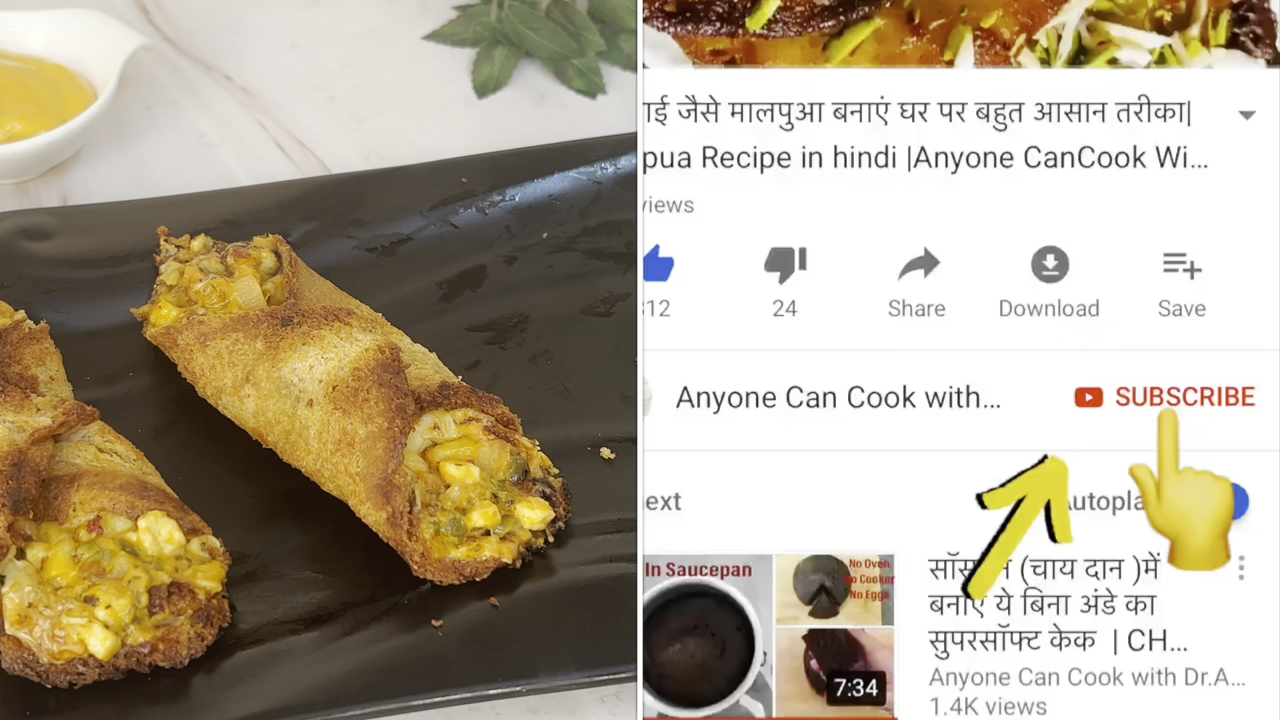 ई जैसे मालपुआ बनाएं घर पर बहुत आसान तरीका|
pua Recipe in hindi |Anyone CanCook Wi...
views
312
24
Share
Download
Save
Anyone Can Cook with...
SUBSCRIBE
ext
In Saucepan
No Oven
No Cooker
No Eggs
7:34
(चाय दान )में
बनाएं ये बिना अंडे का
सुपरसॉफ्ट केक | CH...
Anyone Can Cook with Dr.A...
1.4K views